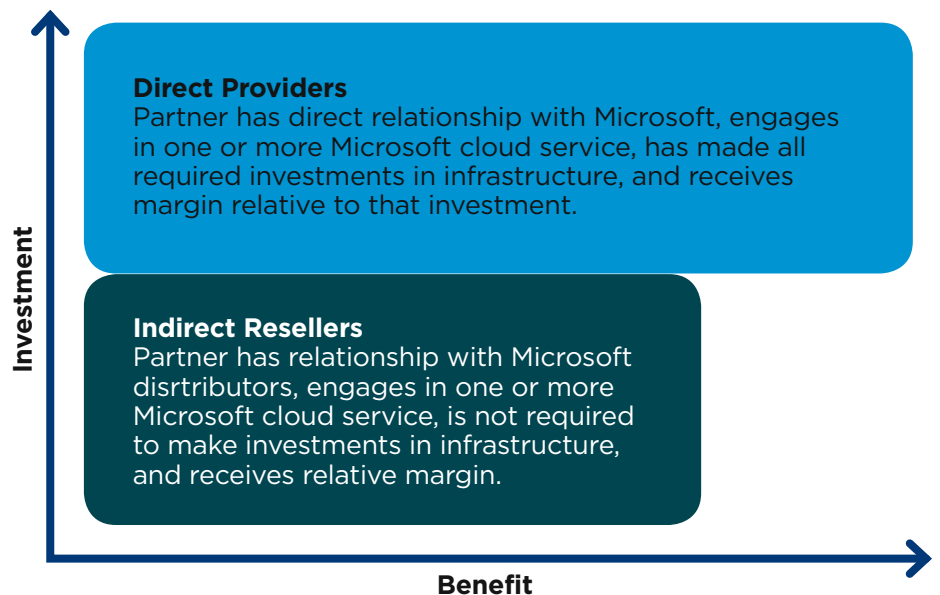 Direct Providers
Partner has direct relationship with Microsoft, engages
in one or more Microsoft cloud service, has made all
required investments in infrastructure, and receives
margin relative to that investment.
Investment
Indirect Resellers
Partner has relationship with Microsoft
disrtributors, engages in one or more
Microsoft cloud service, is not required
to make investments in infrastructure,
and receives relative margin.
Benefit